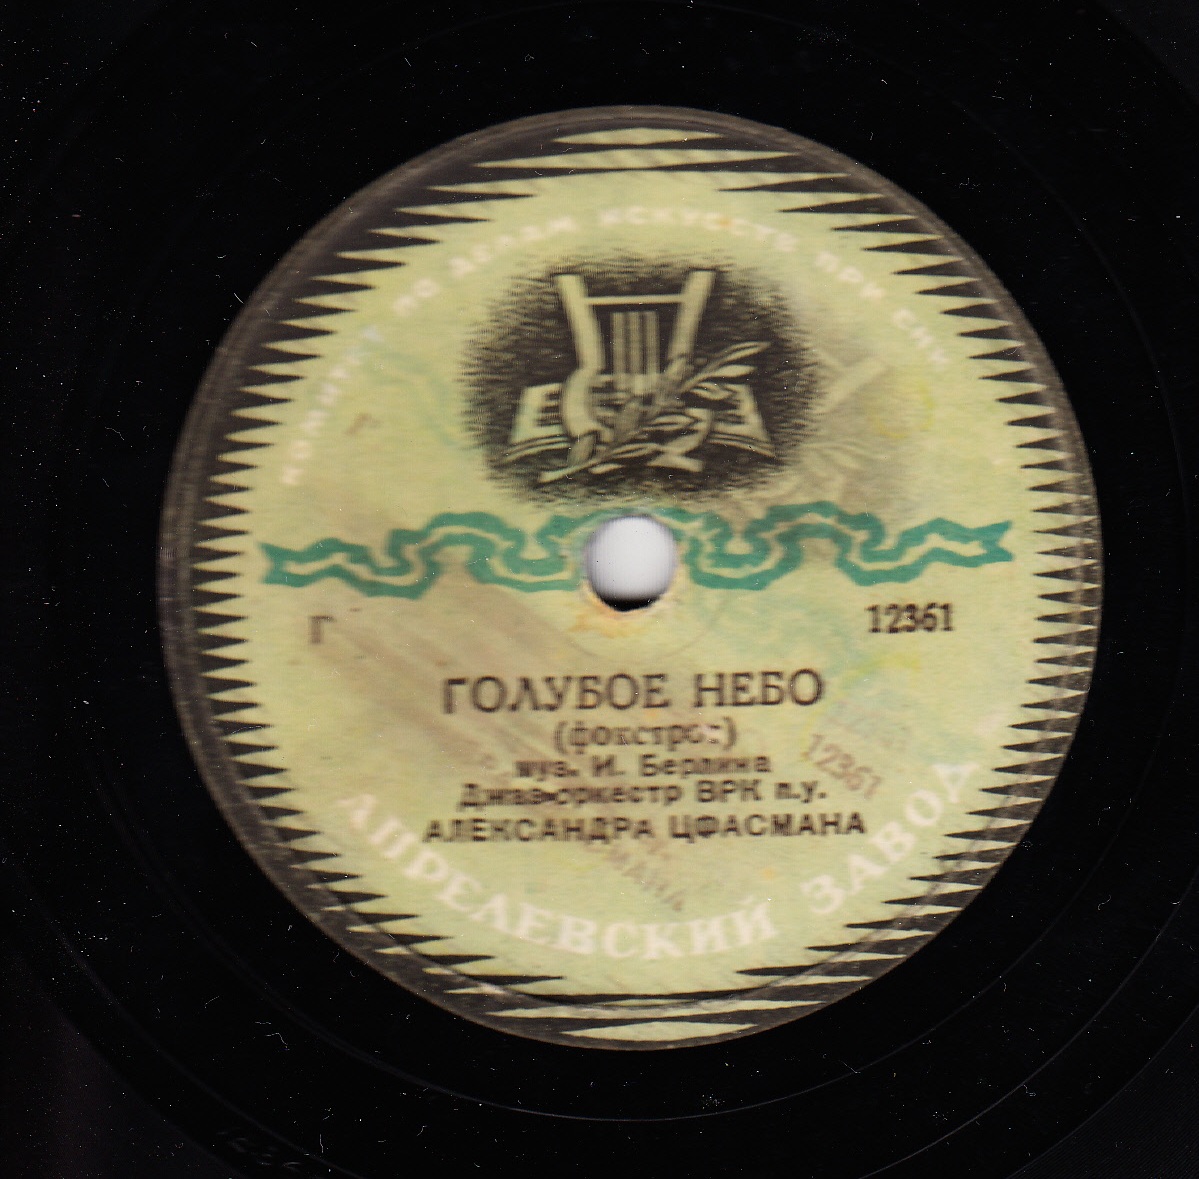 КОМИТЕТ ПО ДЕЛАМ ИСКУССТВ ПРИ СНК
Г
12361
ГОЛУБОЕ НЕБО
(фокстрот)
муз. И. Берлина
Джаз-оркестр ВРК п.у.
АЛЕКСАНДРА ЦФАСМАНА
12361
АПРЕЛЕВСКИЙ ЗАВОД